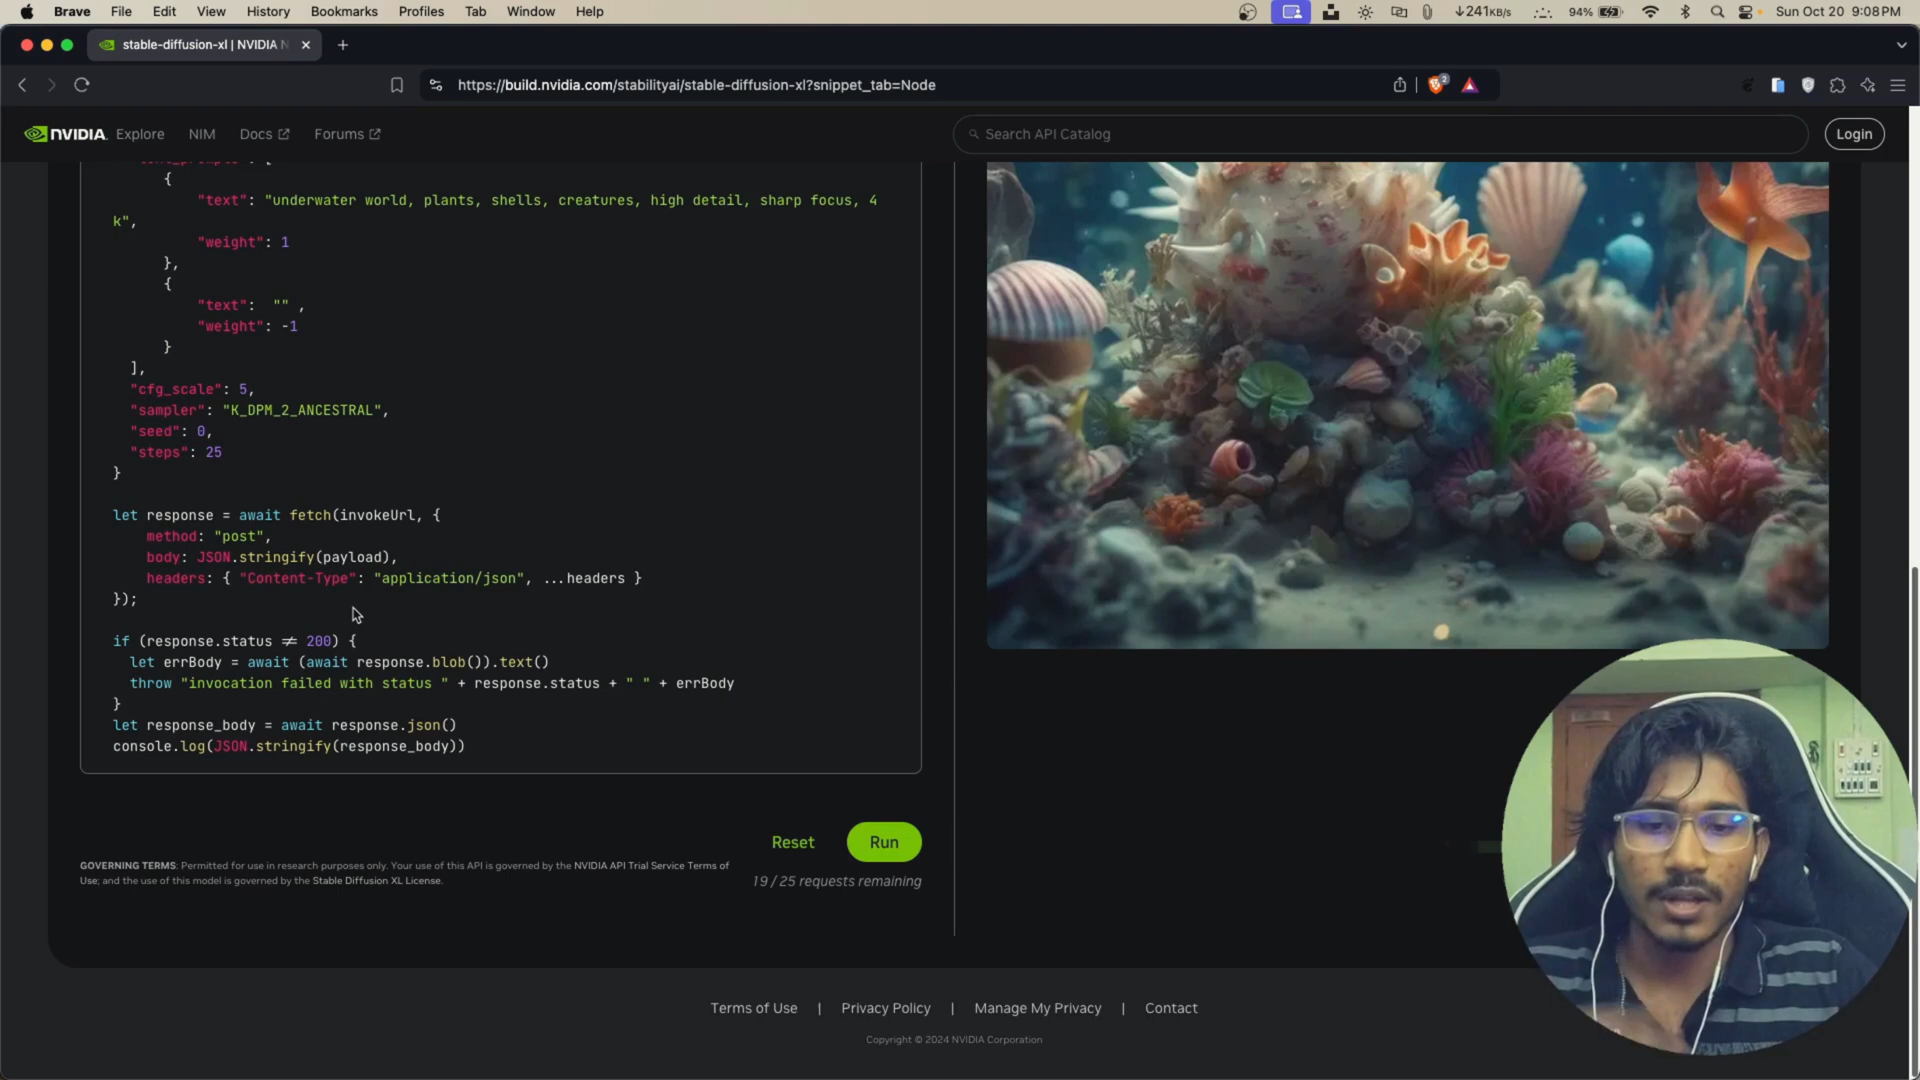 Brave File Edit View History Bookmarks Profiles Tab Window Help
241KB/s 94% Sun Oct 20 9:08 PM
stable-diffusion-xl | NVIDIA N
https://build.nvidia.com/stabilityai/stable-diffusion-xl?snippet_tab=Node
2
NVIDIA. Explore NIM Docs Forums
Search API Catalog
Login
{
"text": "underwater world, plants, shells, creatures, high detail, sharp focus, 4
k",
"weight": 1
},
{
"text": "" ,
"weight": -1
}
],
"cfg_scale": 5,
"sampler": "K_DPM_2_ANCESTRAL",
"seed": 0,
"steps": 25
}
let response = await fetch(invokeUrl, {
method: "post",
body: JSON.stringify(payload),
headers: { "Content-Type": "application/json", ...headers }
});
if (response.status ≠ 200) {
let errBody = await (await response.blob()).text()
throw "invocation failed with status " + response.status + " " + errBody
}
let response_body = await response.json()
console.log(JSON.stringify(response_body))
Reset Run
GOVERNING TERMS: Permitted for use in research purposes only. Your use of this API is governed by the NVIDIA API Trial Service Terms of
Use; and the use of this model is governed by the Stable Diffusion XL License.
19 / 25 requests remaining
Terms of Use | Privacy Policy | Manage My Privacy | Contact
Copyright © 2024 NVIDIA Corporation